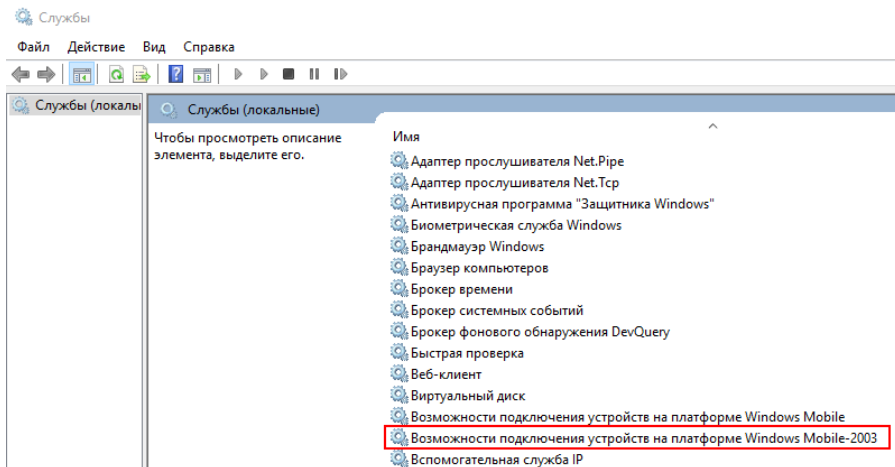 Службы
Файл Действие Вид Справка
Службы (локалы
Службы (локальные)
Чтобы просмотреть описание
элемента, выделите его.
Имя
Адаптер прослушивателя Net.Pipe
Адаптер прослушивателя Net.Tcp
Антивирусная программа "Защитника Windows"
Биометрическая служба Windows
Брандмауэр Windows
Браузер компьютеров
Брокер времени
Брокер системных событий
Брокер фонового обнаружения DevQuery
Быстрая проверка
Веб-клиент
Виртуальный диск
Возможности подключения устройств на платформе Windows Mobile
Возможности подключения устройств на платформе Windows Mobile-2003
Вспомогательная служба IP